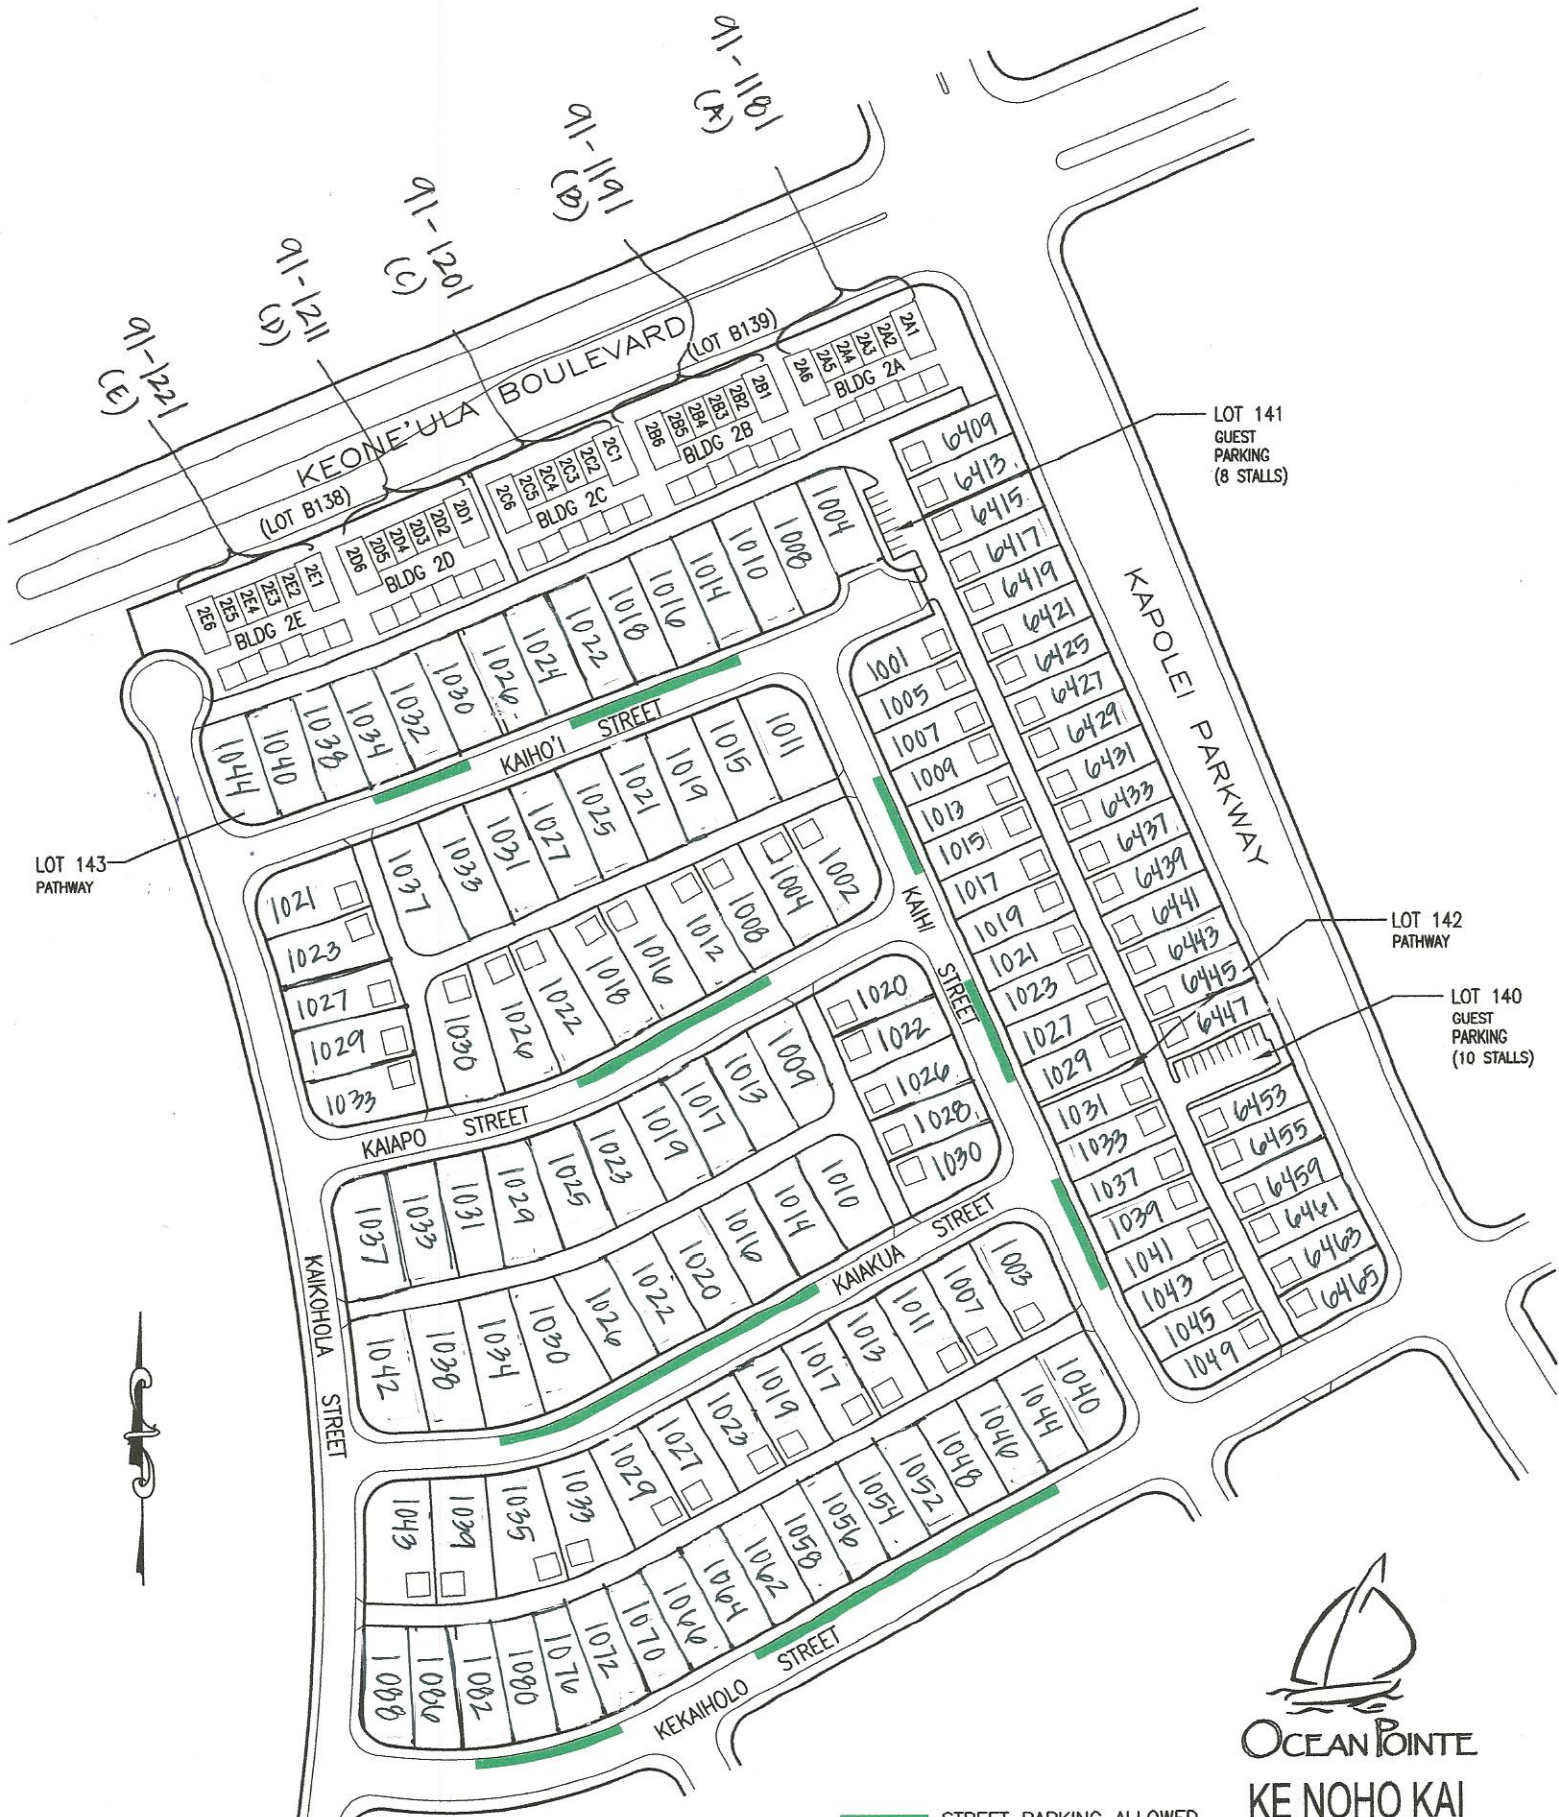 91-1181
(A)
91-1191
(B)
91-1201
(C)
91-1211
(D)
91-1221
(E)
KEONE'ULA BOULEVARD
(LOT B139)
(LOT B138)
2A6 2A5 2A4 2A3 2A2 2A1
BLDG 2A
2B6 2B5 2B4 2B3 2B2 2B1
BLDG 2B
2C6 2C5 2C4 2C3 2C2 2C1
BLDG 2C
2D6 2D5 2D4 2D3 2D2 2D1
BLDG 2D
2E6 2E5 2E4 2E3 2E2 2E1
BLDG 2E
LOT 141
GUEST
PARKING
(8 STALLS)
6409
6413
6415
6417
6419
6421
6425
6427
6429
6431
6433
6437
6439
6441
6443
6445
6447
6453
6455
6459
6461
6463
6465
KAPOLEI PARKWAY
LOT 142
PATHWAY
LOT 140
GUEST
PARKING
(10 STALLS)
1044 1040 1038 1034 1032 1030 1026 1024 1022 1018 1016 1014 1010 1008 1004
KAIHO'I STREET
LOT 143
PATHWAY
1037 1033 1031 1027 1025 1021 1019 1015 1011
1001
1005
1007
1009
1013
1015
1017
1019
1021
1023
1027
1029
1031
1033
1037
1039
1041
1043
1045
1049
KAIHI STREET
1021
1023
1027
1029
1033
1030 1026 1022 1018 1016 1012 1008 1004 1002
KAIAPO STREET
1020
1022
1026
1028
1030
1037 1033 1031 1029 1025 1023 1019 1017 1013 1009
1042 1038 1034 1030 1026 1022 1020 1016 1014 1010
KAIKOHOLA STREET
KAIAKUA STREET
1043 1039 1035 1033 1029 1027 1023 1019 1017 1013 1011 1007 1003
1088 1086 1082 1080 1076 1072 1070 1066 1064 1062 1058 1056 1054 1052 1048 1046 1044 1040
KEKAIHOLO STREET
OCEAN POINTE
KE NOHO KAI
STREET PARKING ALLOWED